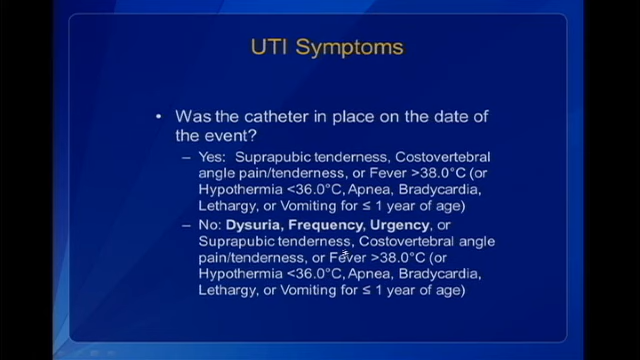 UTI Symptoms
• Was the catheter in place on the date of
the event?
– Yes: Suprapubic tenderness, Costovertebral
angle pain/tenderness, or Fever >38.0°C (or
Hypothermia <36.0°C, Apnea, Bradycardia,
Lethargy, or Vomiting for ≤ 1 year of age)
– No: Dysuria, Frequency, Urgency, or
Suprapubic tenderness, Costovertebral angle
pain/tenderness, or Fever >38.0°C (or
Hypothermia <36.0°C, Apnea, Bradycardia,
Lethargy, or Vomiting for ≤ 1 year of age)